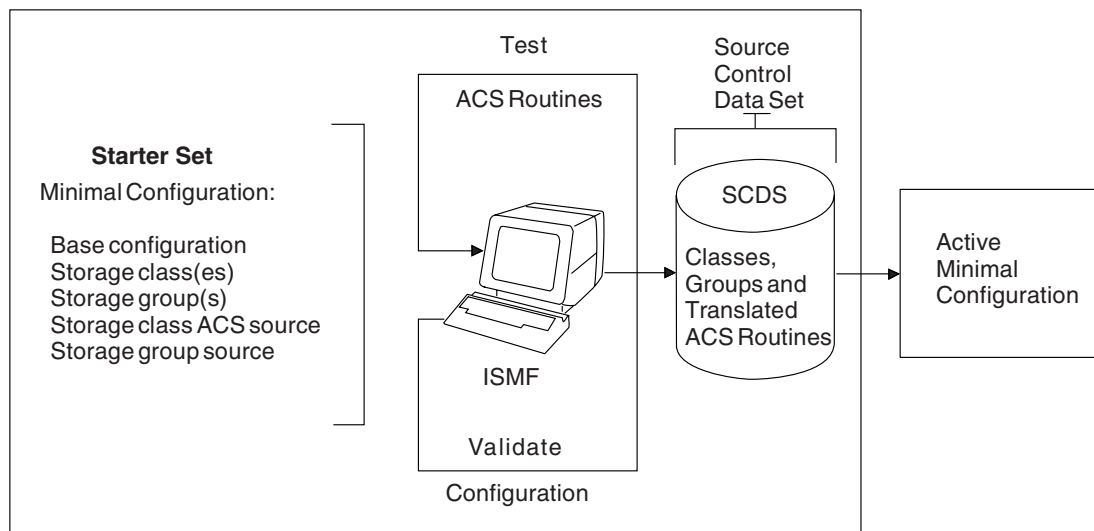 Starter Set
Minimal Configuration:
Base configuration
Storage class(es)
Storage group(s)
Storage class ACS source
Storage group source
Test
ACS Routines
ISMF
Validate
Configuration
Source
Control
Data Set
SCDS
Classes,
Groups and
Translated
ACS Routines
Active
Minimal
Configuration